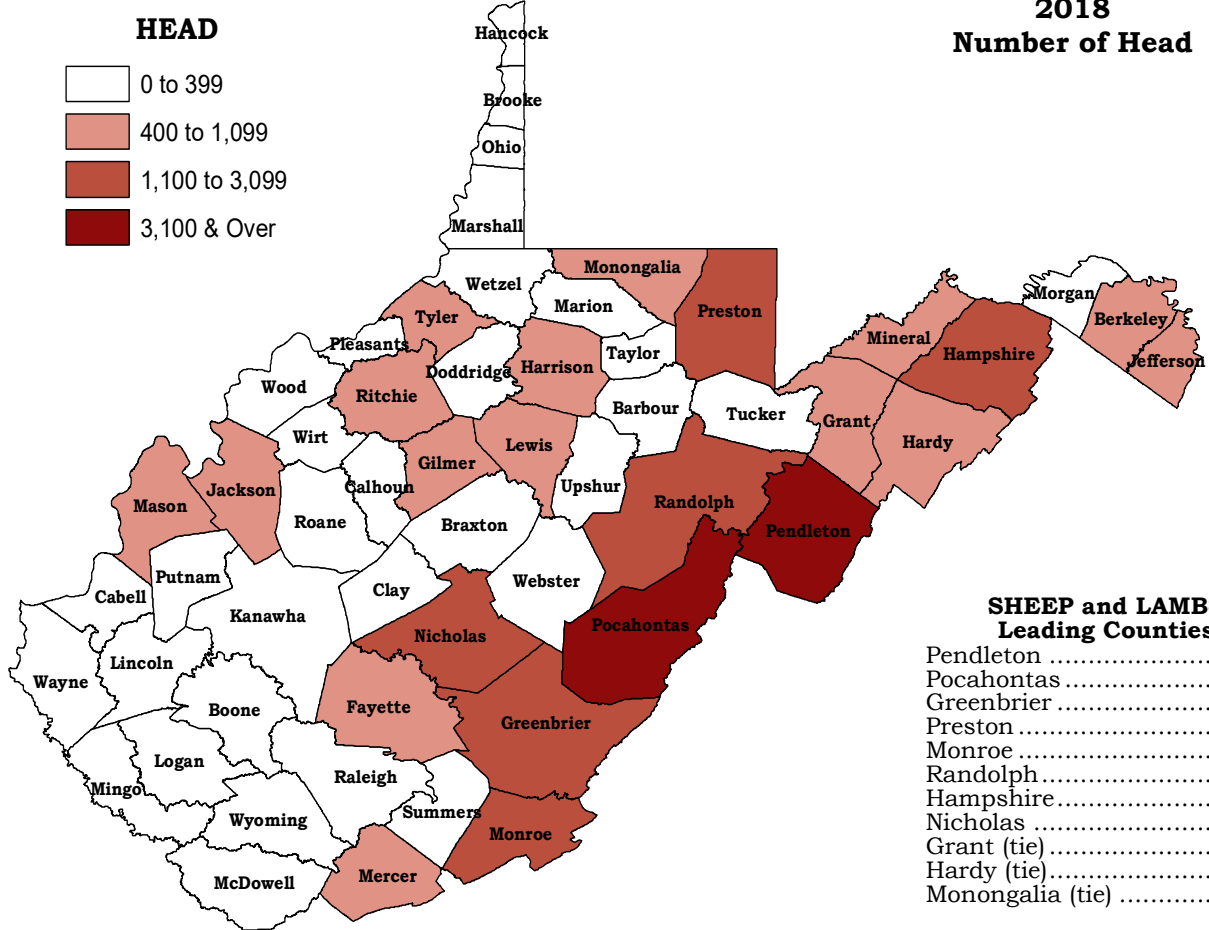 HEAD
0 to 399
400 to 1,099
1,100 to 3,099
3,100 & Over
2018
Number of Head
Hancock
Brooke
Ohio
Marshall
Wetzel
Monongalia
Marion
Preston
Morgan
Berkeley
Jefferson
Tyler
Mineral
Hampshire
Pleasants
Doddridge
Harrison
Taylor
Wood
Ritchie
Barbour
Tucker
Grant
Hardy
Wirt
Lewis
Gilmer
Calhoun
Upshur
Mason
Jackson
Roane
Braxton
Randolph
Pendleton
Putnam
Cabell
Clay
Webster
Kanawha
Nicholas
Pocahontas
Lincoln
Wayne
Boone
Fayette
Greenbrier
Logan
Raleigh
Mingo
Wyoming
Summers
Monroe
McDowell
Mercer
SHEEP and LAMB
Leading Counties
Pendleton ......................
Pocahontas ....................
Greenbrier .....................
Preston ..........................
Monroe ..........................
Randolph .......................
Hampshire .....................
Nicholas ........................
Grant (tie) ......................
Hardy (tie) ......................
Monongalia (tie) .............